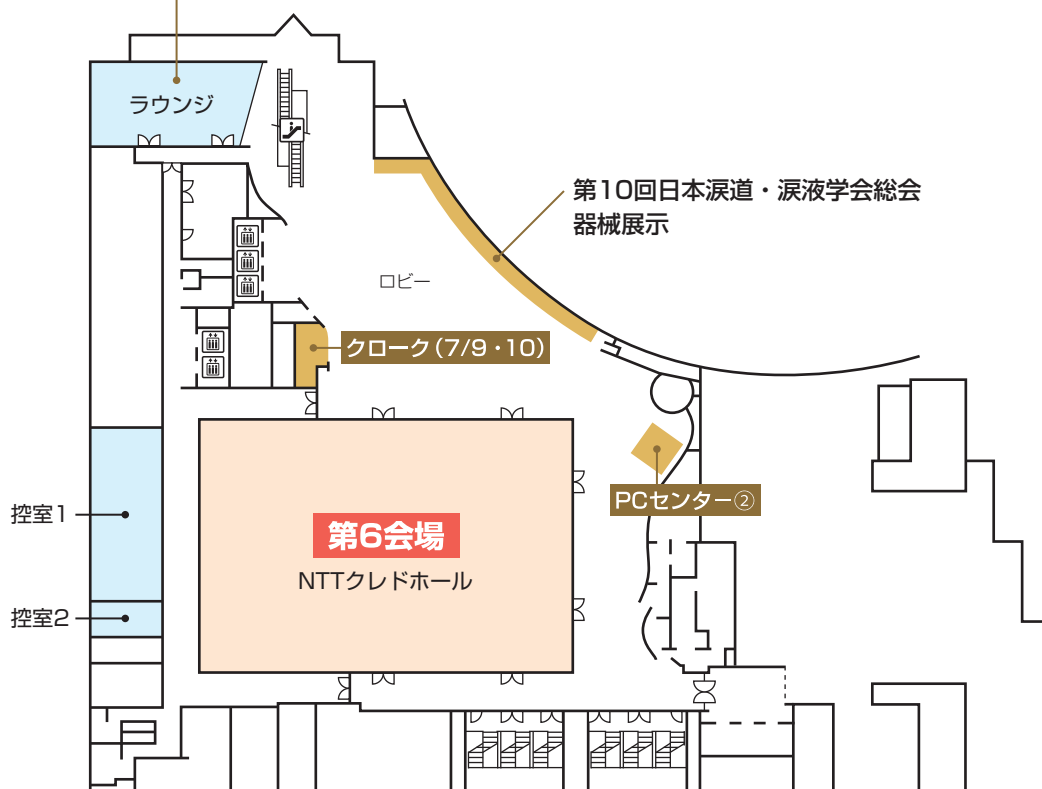 ラウンジ
第10回日本涙道・涙液学会総会
器械展示
ロビー
クローク（7/9・10）
控室1
PCセンター②
第6会場
NTTクレドホール
控室2